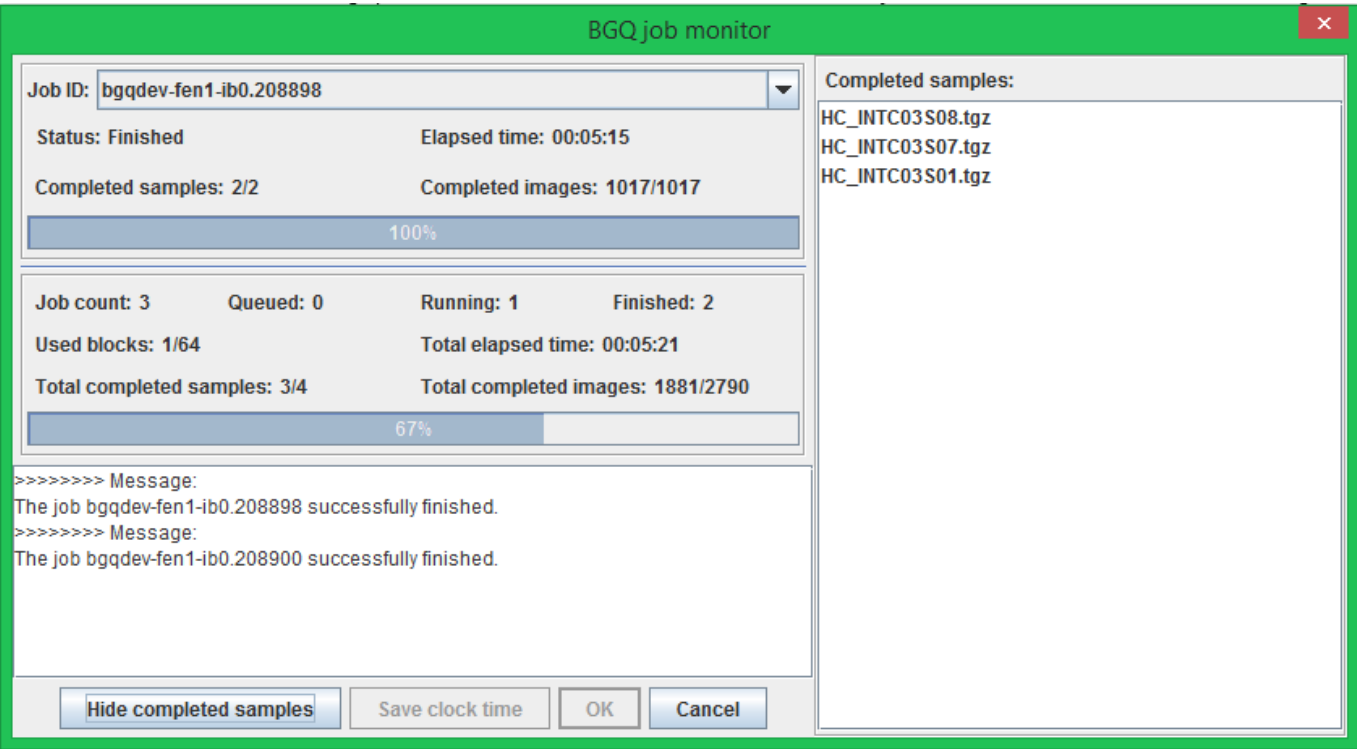 BGQ job monitor
Job ID: bgqdev-fen1-ib0.208898
Status: Finished Elapsed time: 00:05:15
Completed samples: 2/2 Completed images: 1017/1017
100%
Job count: 3 Queued: 0 Running: 1 Finished: 2
Used blocks: 1/64 Total elapsed time: 00:05:21
Total completed samples: 3/4 Total completed images: 1881/2790
67%
>>>>>>>> Message:
The job bgqdev-fen1-ib0.208898 successfully finished.
>>>>>>>> Message:
The job bgqdev-fen1-ib0.208900 successfully finished.
Hide completed samples Save clock time OK Cancel
Completed samples:
HC_INTC03S08.tgz
HC_INTC03S07.tgz
HC_INTC03S01.tgz